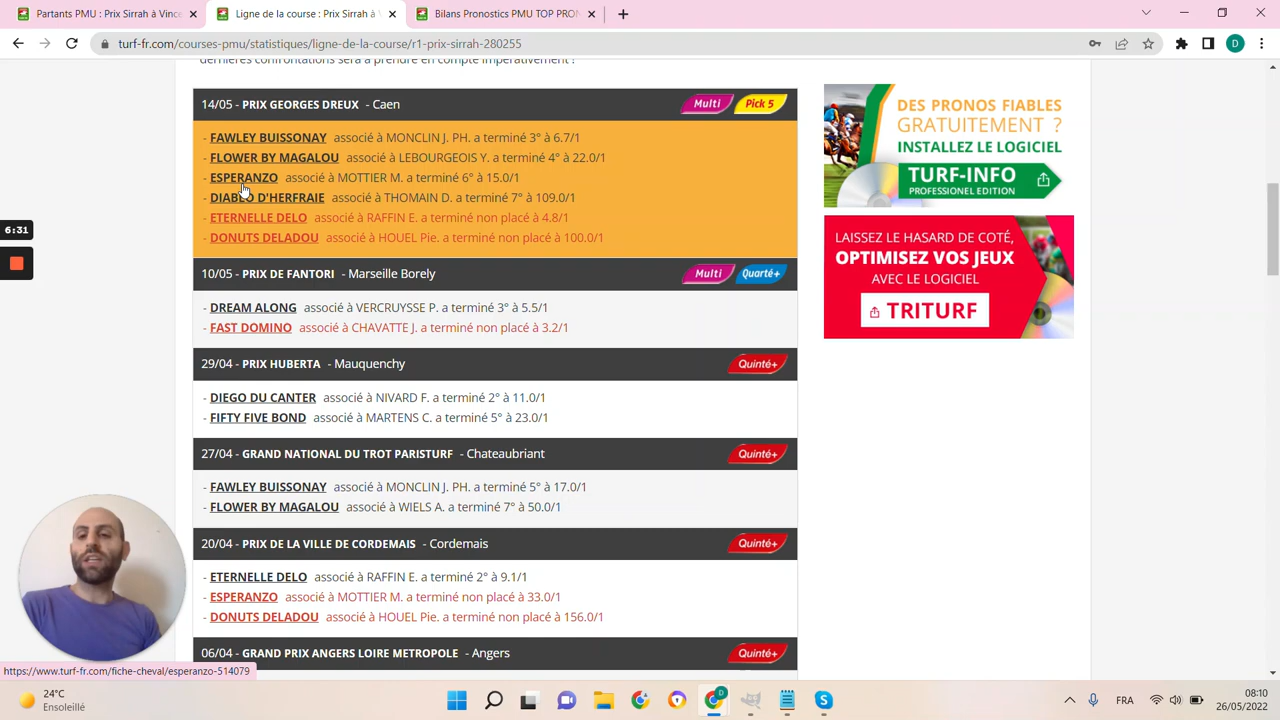 Partants PMU : Prix Sirrah à Vince
Ligne de la course : Prix Sirrah à V
Bilans Pronostics PMU TOP PRON
turf-fr.com/courses-pmu/statistiques/ligne-de-la-course/r1-prix-sirrah-280255
D
dernières confrontations sera à prendre en compte impérativement !
14/05 - PRIX GEORGES DREUX - Caen
Multi
Pick 5
- FAWLEY BUISSONAY associé à MONCLIN J. PH. a terminé 3° à 6.7/1
- FLOWER BY MAGALOU associé à LEBOURGEOIS Y. a terminé 4° à 22.0/1
- ESPERANZO associé à MOTTIER M. a terminé 6° à 15.0/1
- DIABLO D'HERFRAIE associé à THOMAIN D. a terminé 7° à 109.0/1
- ETERNELLE DELO associé à RAFFIN E. a terminé non placé à 4.8/1
- DONUTS DELADOU associé à HOUEL Pie. a terminé non placé à 100.0/1
10/05 - PRIX DE FANTORI - Marseille Borely
Multi
Quarté+
- DREAM ALONG associé à VERCRUYSSE P. a terminé 3° à 5.5/1
- FAST DOMINO associé à CHAVATTE J. a terminé non placé à 3.2/1
29/04 - PRIX HUBERTA - Mauquenchy
Quinté+
- DIEGO DU CANTER associé à NIVARD F. a terminé 2° à 11.0/1
- FIFTY FIVE BOND associé à MARTENS C. a terminé 5° à 23.0/1
27/04 - GRAND NATIONAL DU TROT PARISTURF - Chateaubriant
Quinté+
- FAWLEY BUISSONAY associé à MONCLIN J. PH. a terminé 5° à 17.0/1
- FLOWER BY MAGALOU associé à WIELS A. a terminé 7° à 50.0/1
20/04 - PRIX DE LA VILLE DE CORDEMAIS - Cordemais
Quinté+
- ETERNELLE DELO associé à RAFFIN E. a terminé 2° à 9.1/1
- ESPERANZO associé à MOTTIER M. a terminé non placé à 33.0/1
- DONUTS DELADOU associé à HOUEL Pie. a terminé non placé à 156.0/1
06/04 - GRAND PRIX ANGERS LOIRE METROPOLE - Angers
Quinté+
DES PRONOS FIABLES
GRATUITEMENT ?
INSTALLEZ LE LOGICIEL
TURF-INFO
PROFESSIONEL EDITION
LAISSEZ LE HASARD DE COTÉ,
OPTIMISEZ VOS JEUX
AVEC LE LOGICIEL
TRITURF
6:31
https://www.turf-fr.com/fiche-cheval/esperanzo-514079
24°C
Ensoleillé
D
S
FRA
08:10
26/05/2022